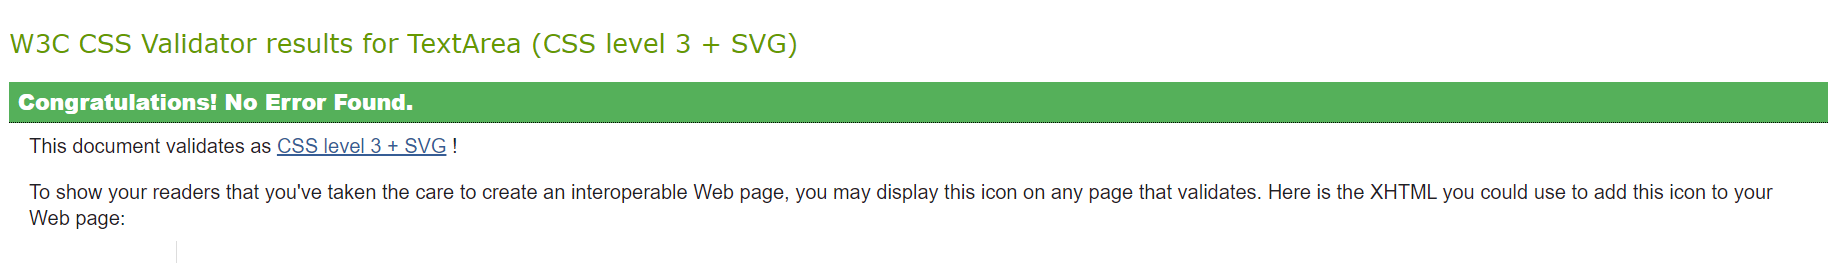 W3C CSS Validator results for TextArea (CSS level 3 + SVG)
Congratulations! No Error Found.
This document validates as CSS level 3 + SVG !
To show your readers that you've taken the care to create an interoperable Web page, you may display this icon on any page that validates. Here is the XHTML you could use to add this icon to your
Web page: